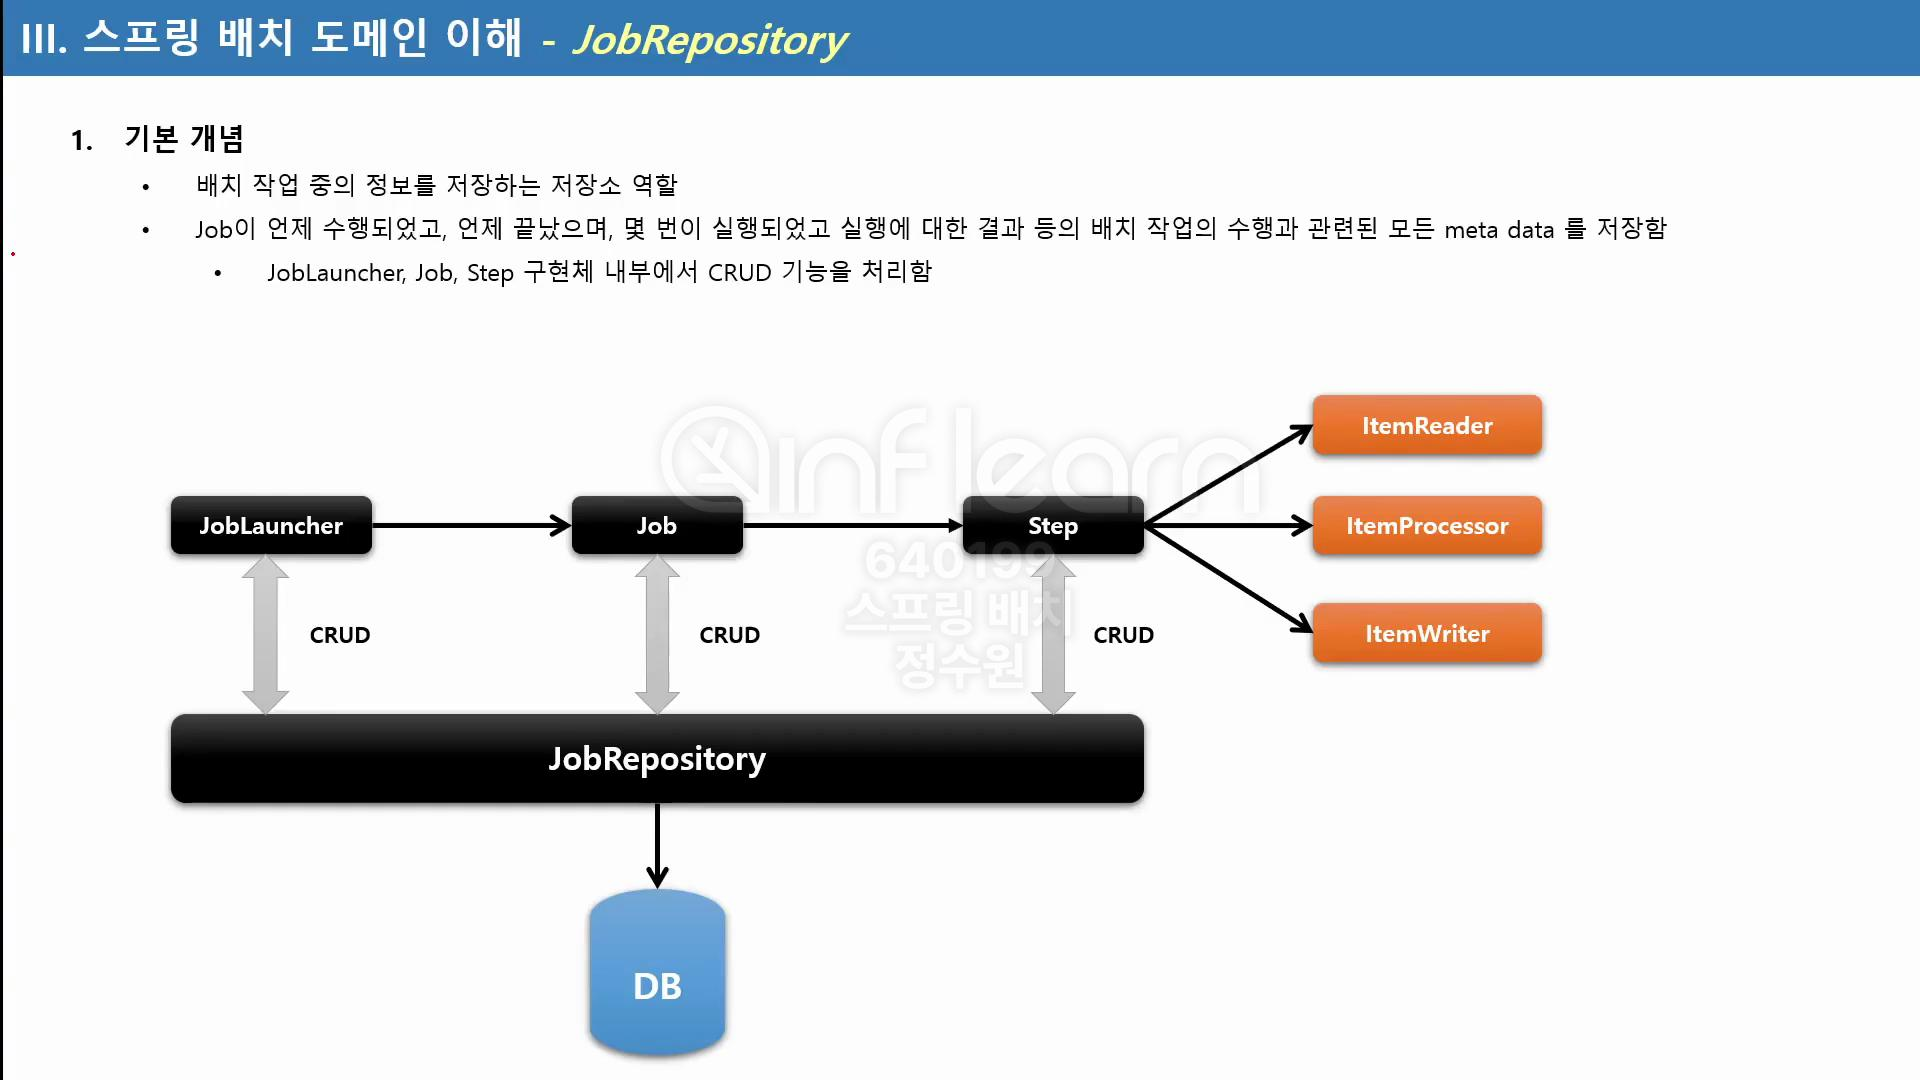 III. 스프링 배치 도메인 이해 - JobRepository
1. 기본 개념
• 배치 작업 중의 정보를 저장하는 저장소 역할
• Job이 언제 수행되었고, 언제 끝났으며, 몇 번이 실행되었고 실행에 대한 결과 등의 배치 작업의 수행과 관련된 모든 meta data 를 저장함
• JobLauncher, Job, Step 구현체 내부에서 CRUD 기능을 처리함
inflearn
ItemReader
JobLauncher
Job
Step
ItemProcessor
640199
스프링 배치
정수원
CRUD
CRUD
CRUD
ItemWriter
JobRepository
DB